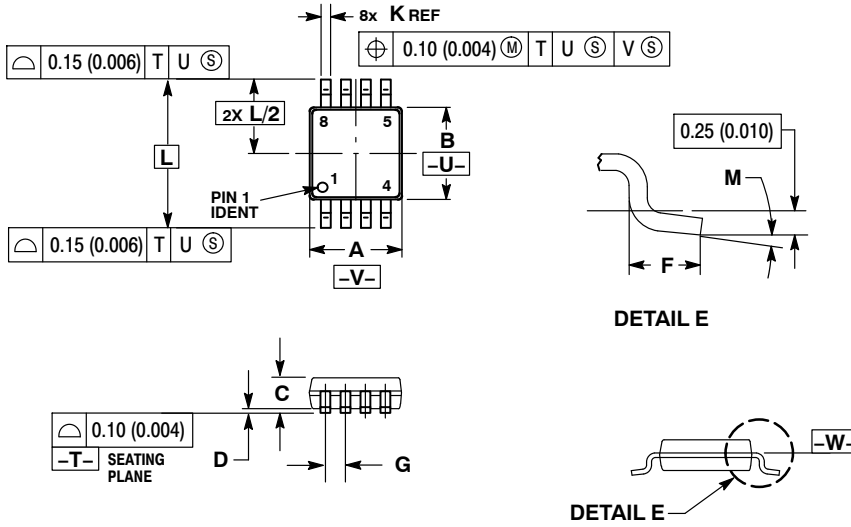 8x K REF
⌖ 0.10 (0.004) Ⓜ T U Ⓢ V Ⓢ
⌓ 0.15 (0.006) T U Ⓢ
2X L/2
8 5
B
–U–
L
1
4
PIN 1
IDENT
⌓ 0.15 (0.006) T U Ⓢ
A
–V–
0.25 (0.010)
M
F
DETAIL E
C
⌓ 0.10 (0.004)
–T– SEATING
PLANE
D
G
–W–
DETAIL E